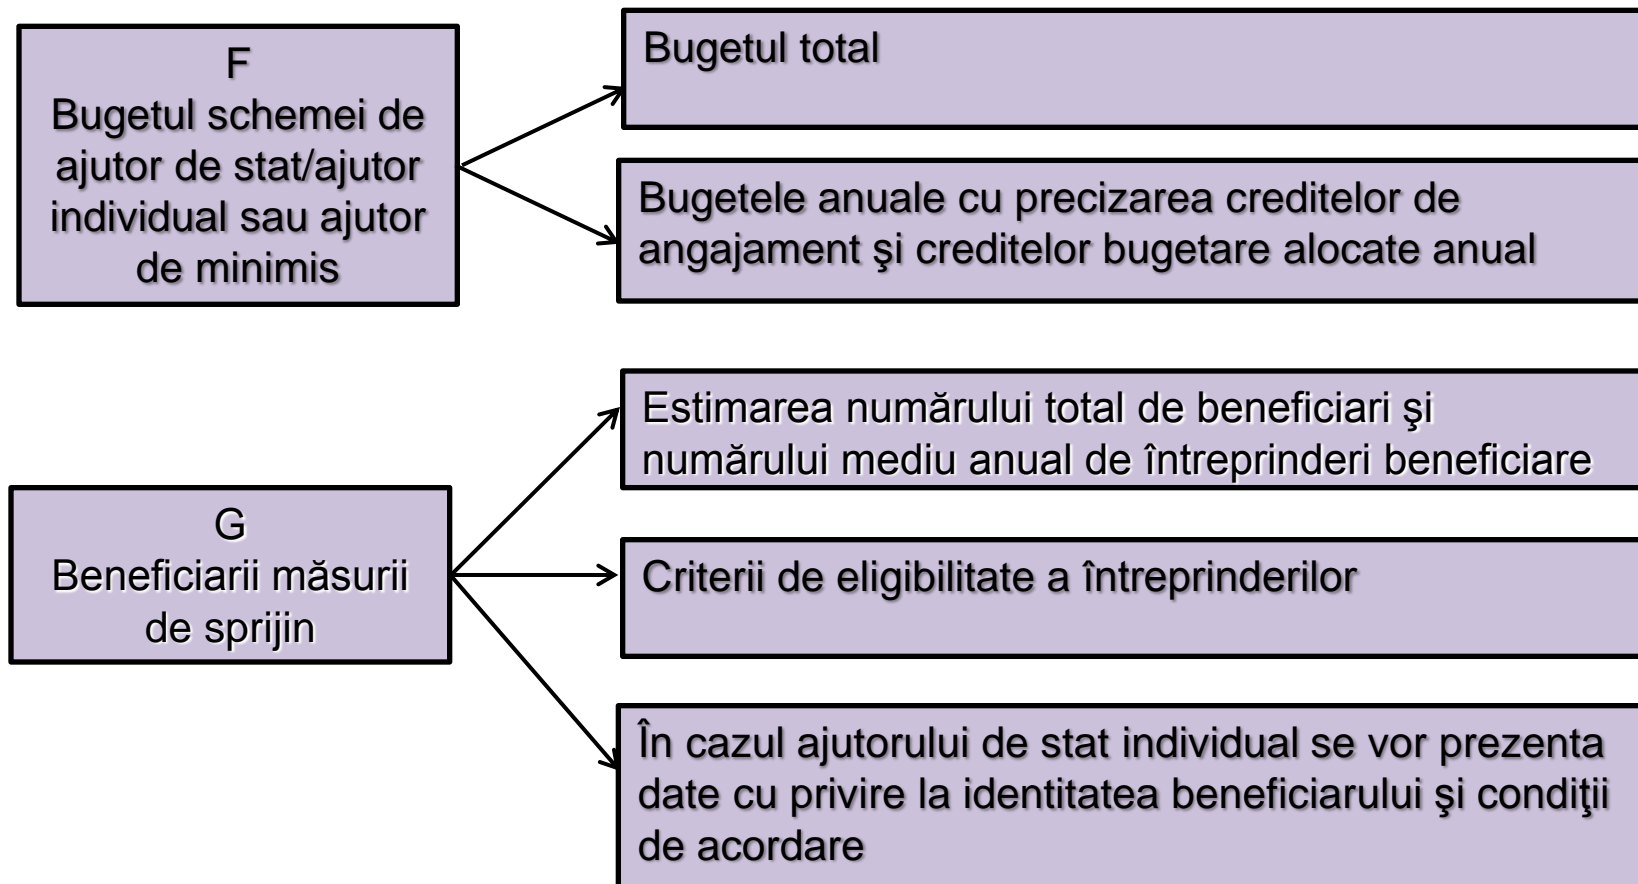 F
Bugetul schemei de
ajutor de stat/ajutor
individual sau ajutor
de minimis
Bugetul total
Bugetele anuale cu precizarea creditelor de
angajament şi creditelor bugetare alocate anual
G
Beneficiarii măsurii
de sprijin
Estimarea numărului total de beneficiari şi
numărului mediu anual de întreprinderi beneficiare
Criterii de eligibilitate a întreprinderilor
În cazul ajutorului de stat individual se vor prezenta
date cu privire la identitatea beneficiarului şi condiţii
de acordare